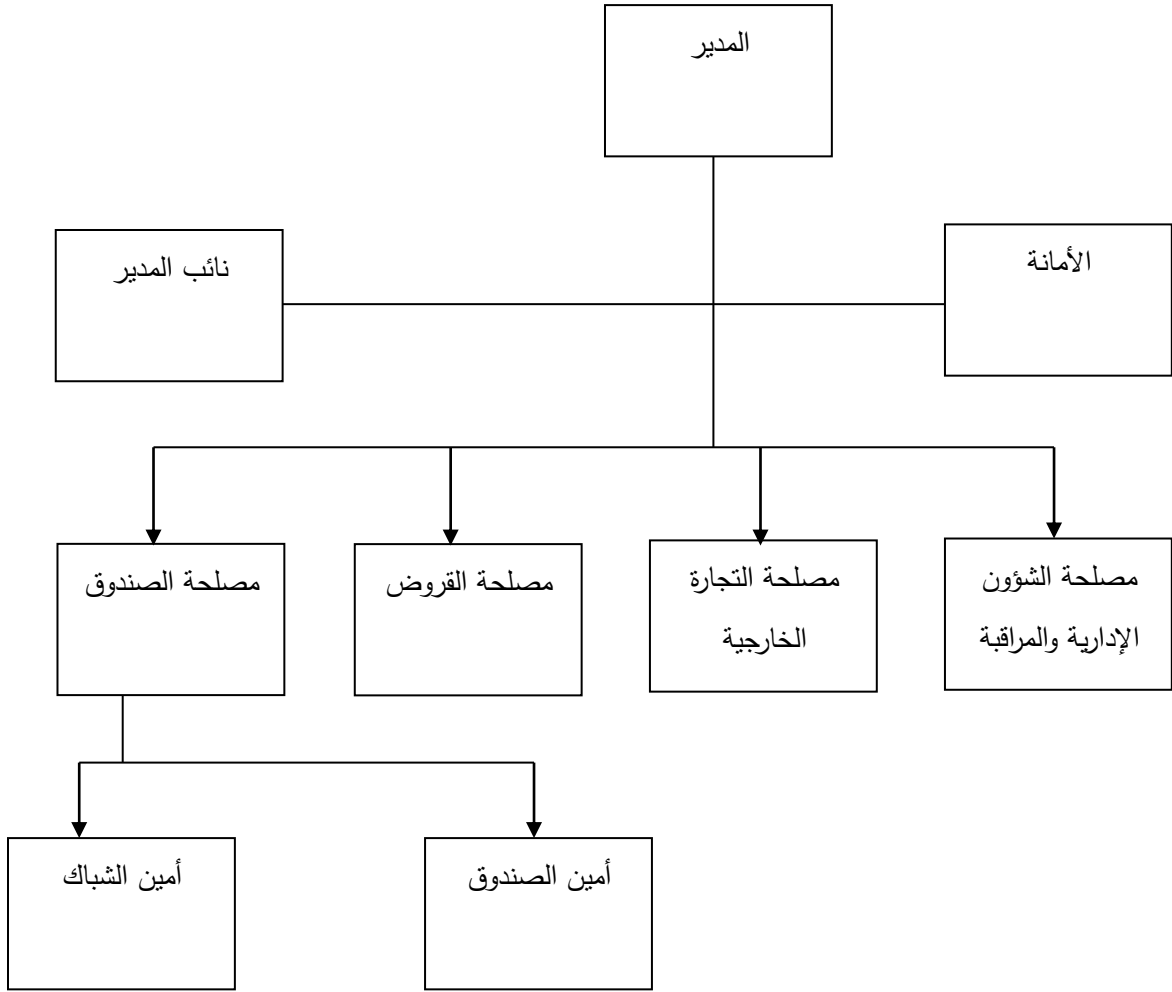 المدير
الأمانة
نائب المدير
مصلحة الشؤون
الإدارية والمراقبة
مصلحة التجارة
الخارجية
مصلحة القروض
مصلحة الصندوق
أمين الصندوق
أمين الشباك